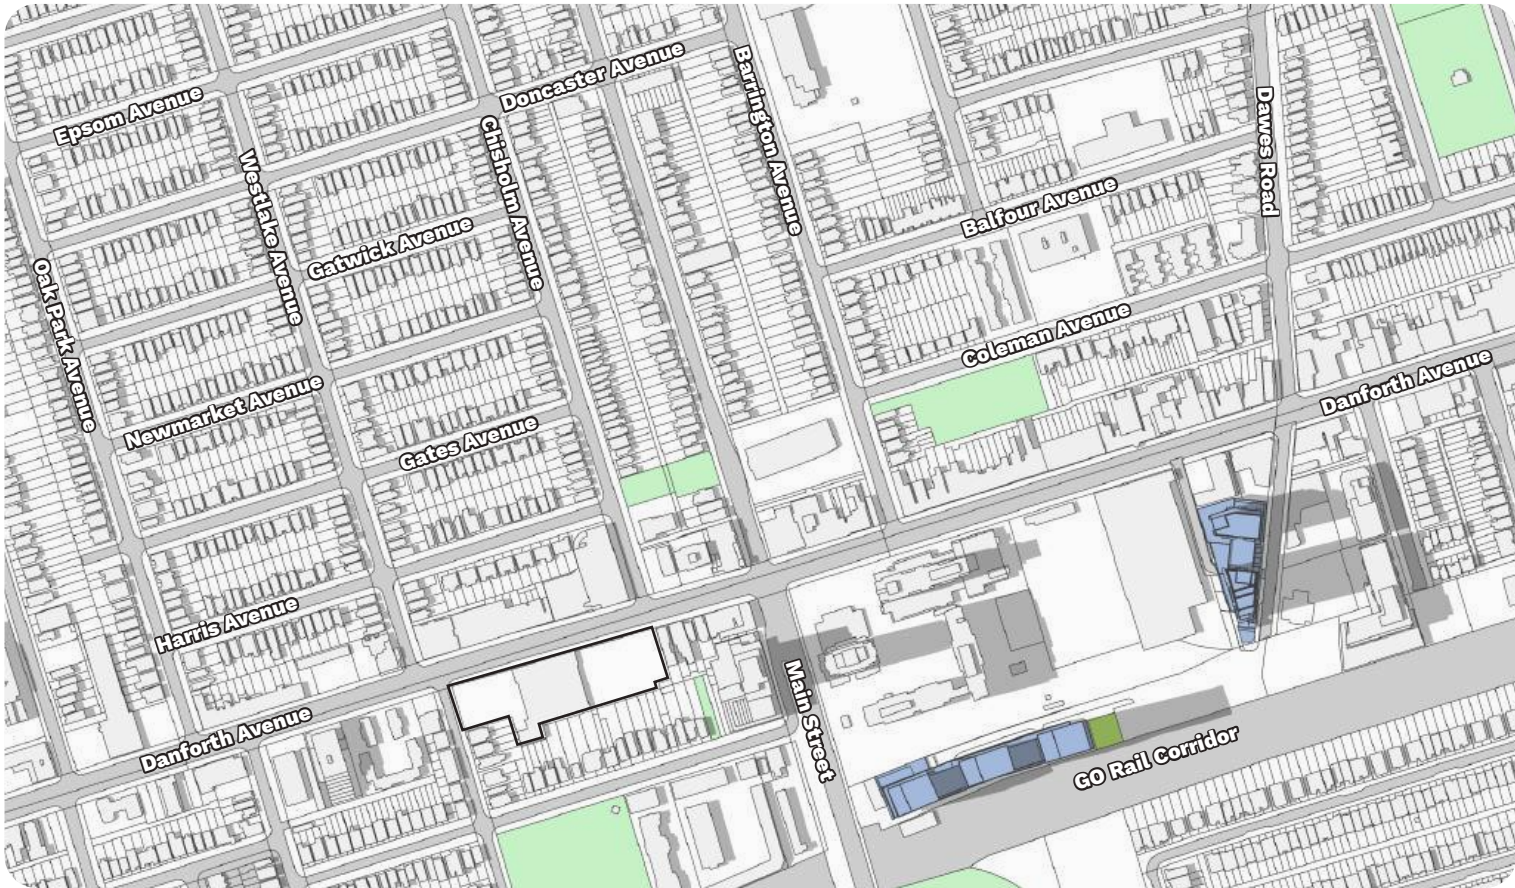 Doncaster Avenue
Epsom Avenue
Barrington Avenue
Dawes Road
Chisholm Avenue
Westlake Avenue
Balfour Avenue
Gatwick Avenue
Oak Park Avenue
Coleman Avenue
Danforth Avenue
Newmarket Avenue
Gates Avenue
Harris Avenue
Main Street
Danforth Avenue
GO Rail Corridor